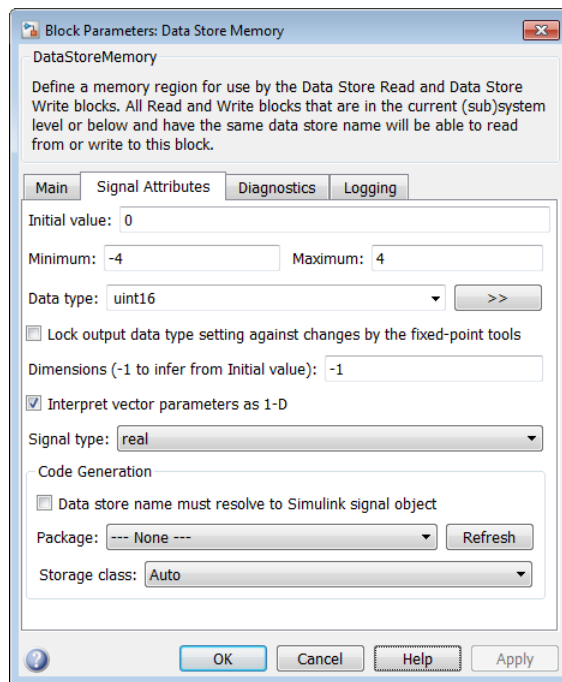 Block Parameters: Data Store Memory
DataStoreMemory
Define a memory region for use by the Data Store Read and Data Store
Write blocks. All Read and Write blocks that are in the current (sub)system
level or below and have the same data store name will be able to read
from or write to this block.
Main Signal Attributes Diagnostics Logging
Initial value: 0
Minimum: -4 Maximum: 4
Data type: uint16 >>
Lock output data type setting against changes by the fixed-point tools
Dimensions (-1 to infer from Initial value): -1
Interpret vector parameters as 1-D
Signal type: real
Code Generation
Data store name must resolve to Simulink signal object
Package: --- None --- Refresh
Storage class: Auto
? OK Cancel Help Apply